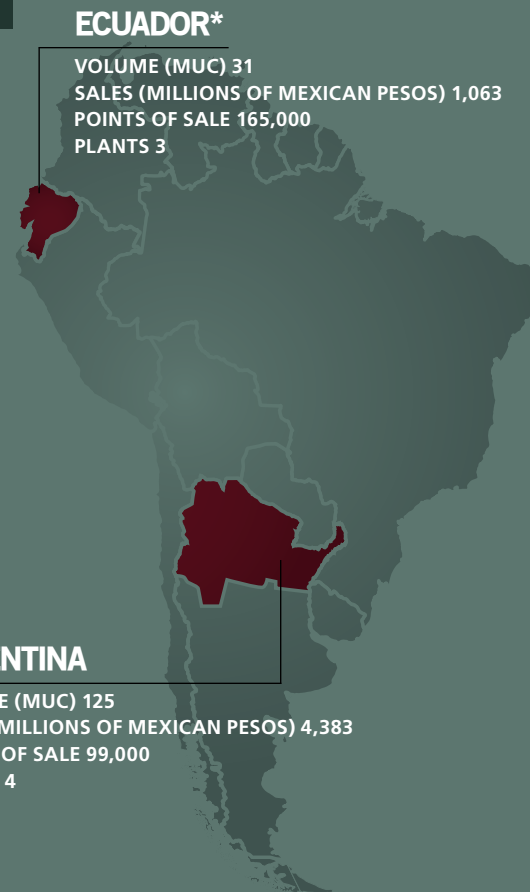 ECUADOR*
VOLUME (MUC) 31
SALES (MILLIONS OF MEXICAN PESOS) 1,063
POINTS OF SALE 165,000
PLANTS 3
NTINA
E (MUC) 125
MILLIONS OF MEXICAN PESOS) 4,383
OF SALE 99,000
4